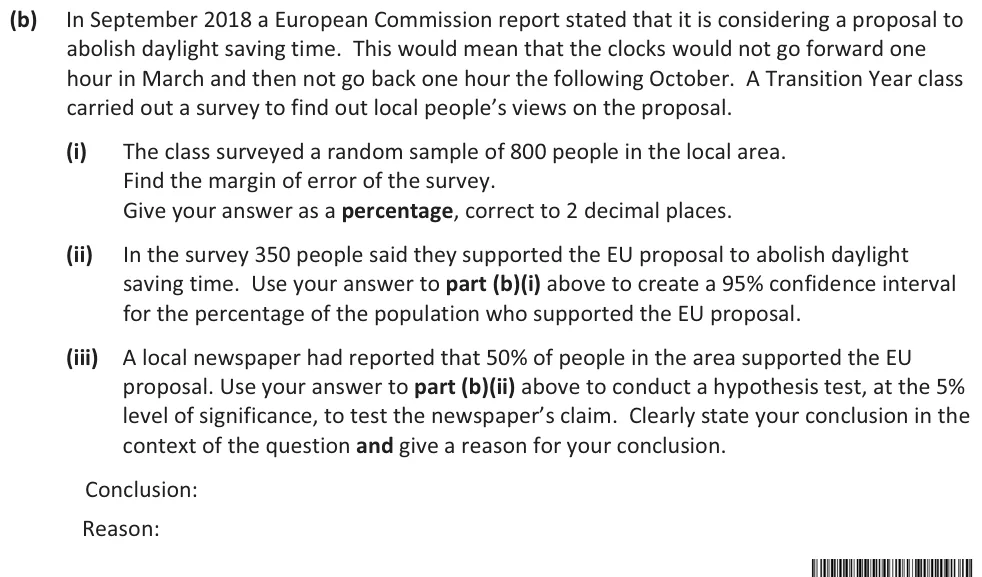 (b) In September 2018 a European Commission report stated that it is considering a proposal to
abolish daylight saving time. This would mean that the clocks would not go forward one
hour in March and then not go back one hour the following October. A Transition Year class
carried out a survey to find out local people's views on the proposal.
(i) The class surveyed a random sample of 800 people in the local area.
Find the margin of error of the survey.
Give your answer as a percentage, correct to 2 decimal places.
(ii) In the survey 350 people said they supported the EU proposal to abolish daylight
saving time. Use your answer to part (b)(i) above to create a 95% confidence interval
for the percentage of the population who supported the EU proposal.
(iii) A local newspaper had reported that 50% of people in the area supported the EU
proposal. Use your answer to part (b)(ii) above to conduct a hypothesis test, at the 5%
level of significance, to test the newspaper's claim. Clearly state your conclusion in the
context of the question and give a reason for your conclusion.
Conclusion:
Reason: